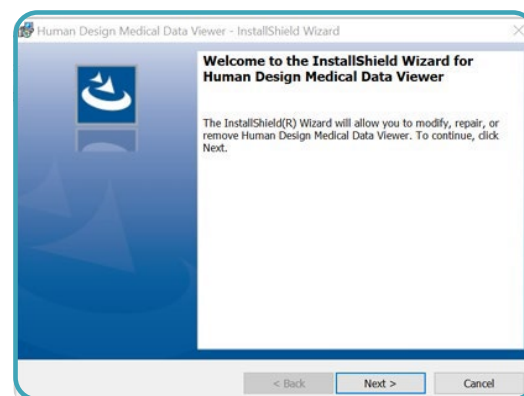 Human Design Medical Data Viewer - InstallShield Wizard
Welcome to the InstallShield Wizard for
Human Design Medical Data Viewer
The InstallShield(R) Wizard will allow you to modify, repair, or
remove Human Design Medical Data Viewer. To continue, click
Next.
< Back Next > Cancel